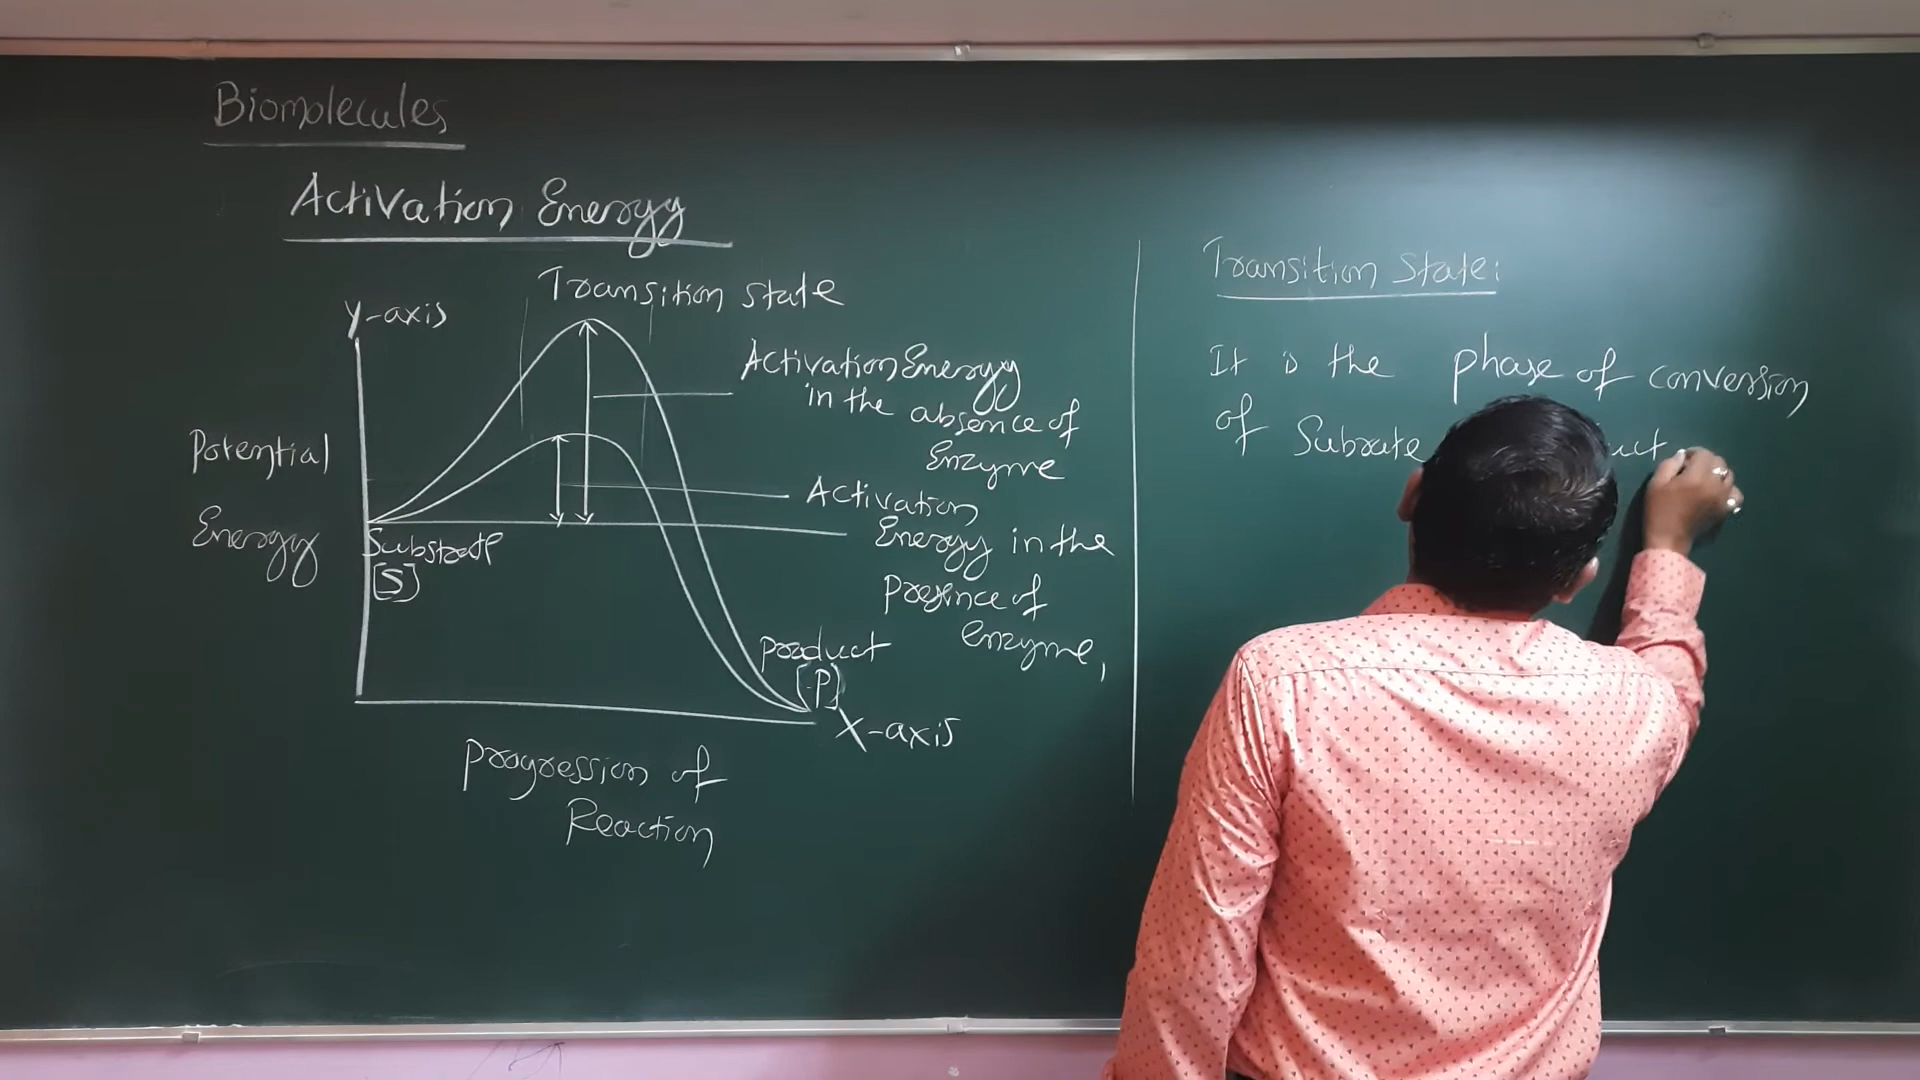 Biomolecules
Activation Energy
Transition state
y-axis
Activation Energy
in the absence of
Enzyme
Potential
Energy
Activation
Energy in the
presence of
enzyme,
Substrate
[S]
product
[P]
X-axis
Progression of
Reaction
Transition State:
It is the phase of conversion
of Subrate